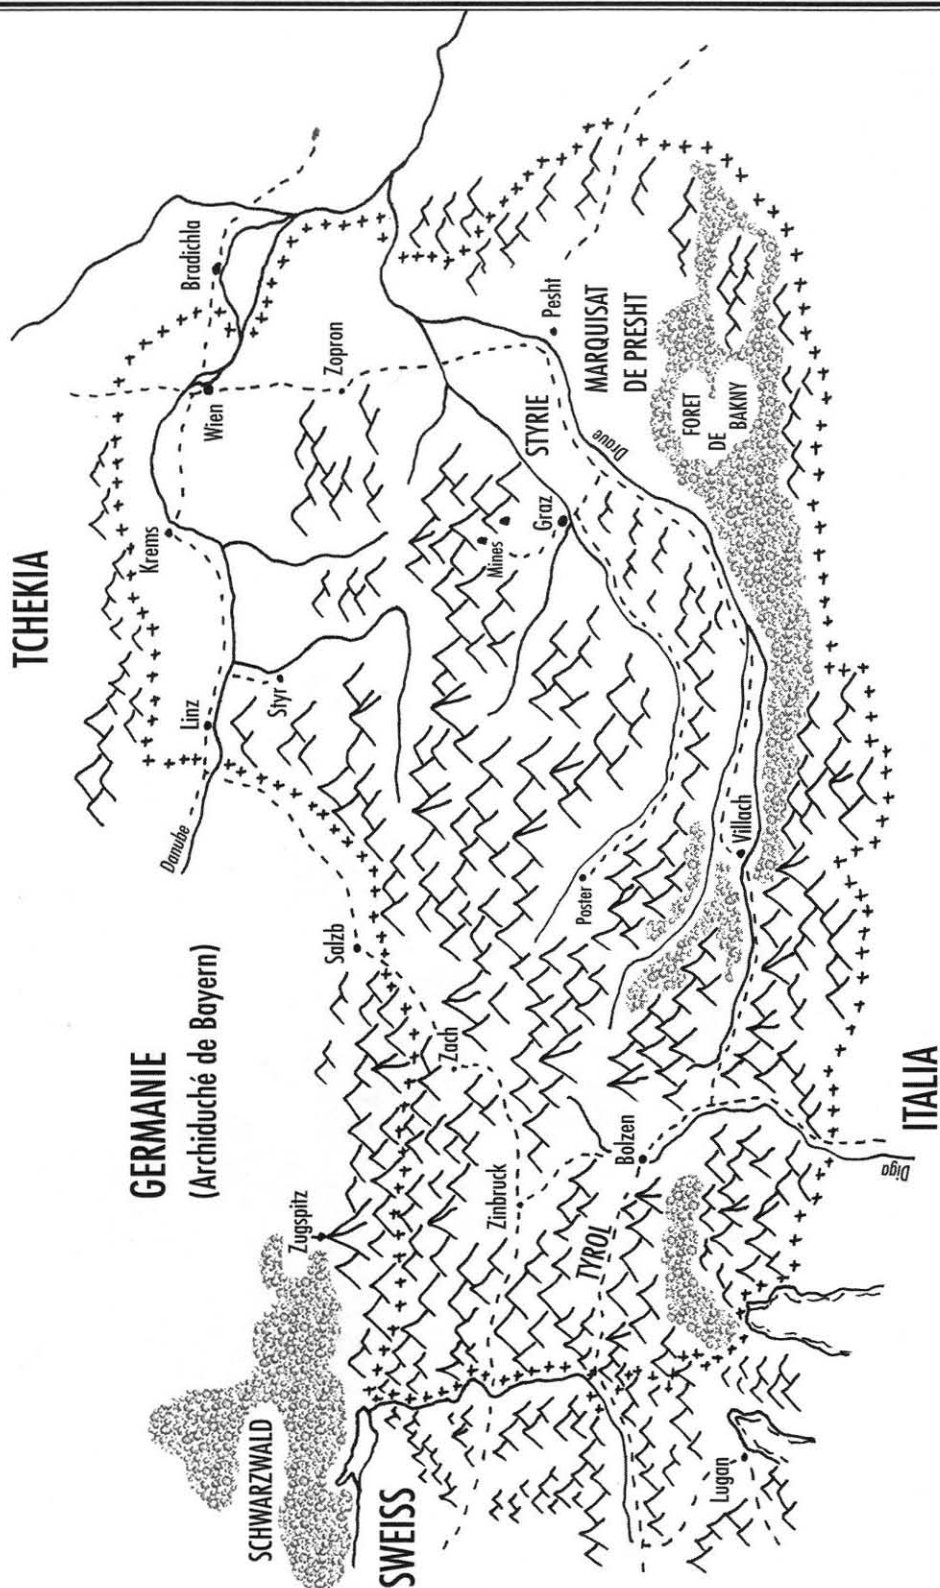 TCHEKIA
GERMANIE
(Archiduché de Bayern)
SCHWARZWALD
SWEISS
ITALIA
Zugspitz
Salzb
Danube
Linz
Styr
Krems
Wien
Bradichla
Zopron
Zach
Zinbruck
TYROL
Bolzen
Lugan
Diga
Poster
Villach
Mines
Graz
STYRIE
Draue
Pesht
MARQUISAT
DE PRESHT
FORET
DE
BAKNY